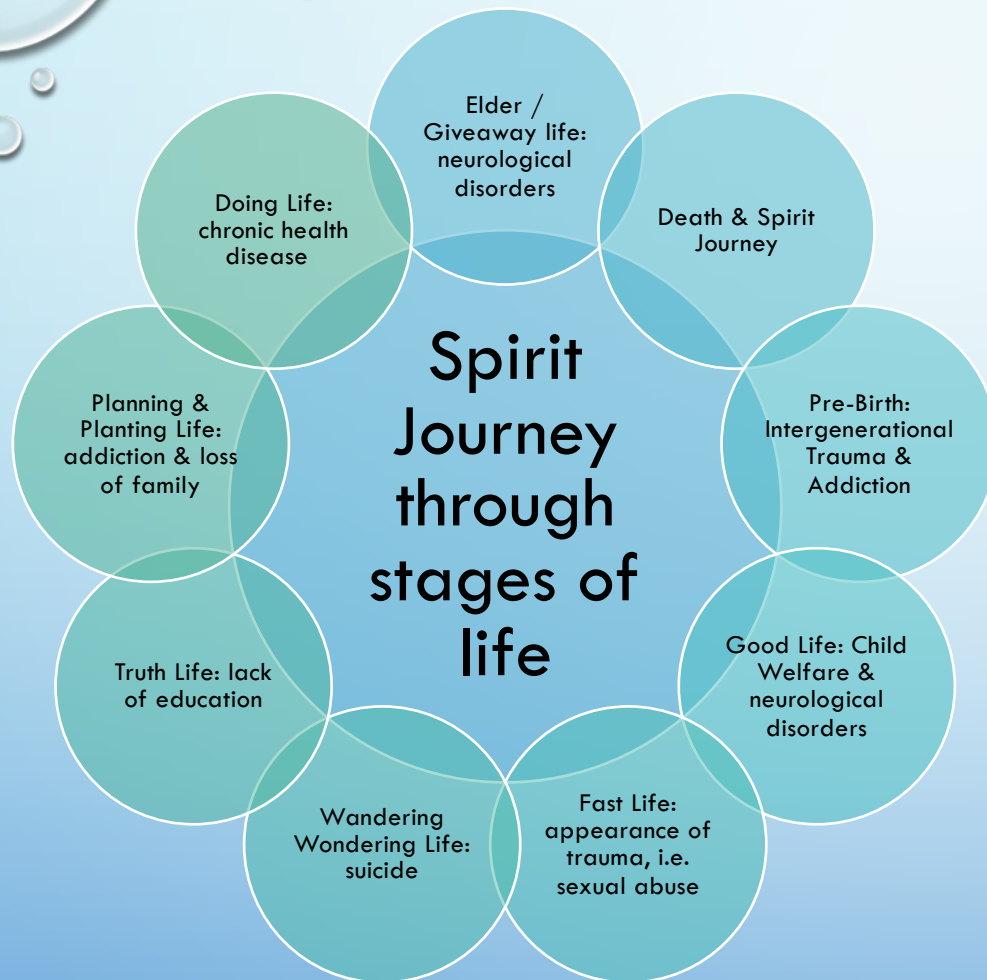 Spirit
Journey
through
stages of
life
Elder /
Giveaway life:
neurological
disorders
Death & Spirit
Journey
Pre-Birth:
Intergenerational
Trauma &
Addiction
Good Life: Child
Welfare &
neurological
disorders
Fast Life:
appearance of
trauma, i.e.
sexual abuse
Wandering
Wondering Life:
suicide
Truth Life: lack
of education
Planning &
Planting Life:
addiction & loss
of family
Doing Life:
chronic health
disease